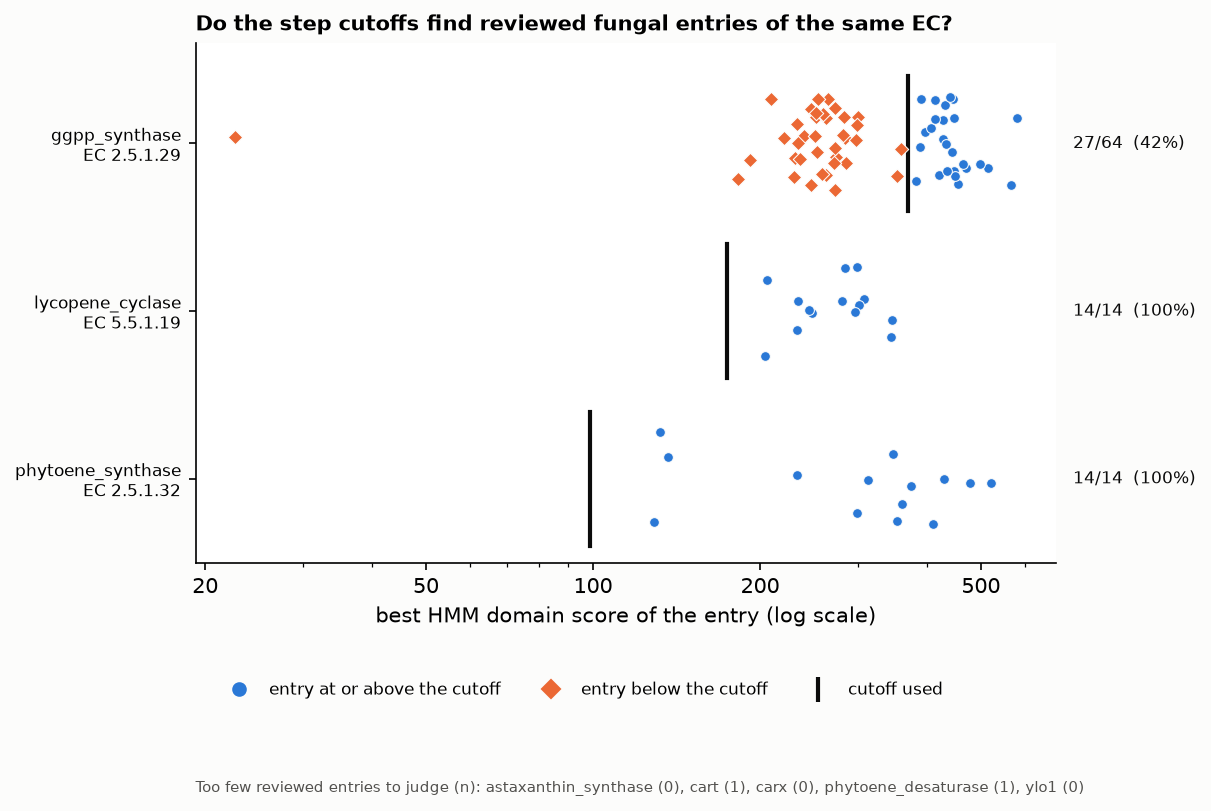 Do the step cutoffs find reviewed fungal entries of the same EC?
ggpp_synthase
EC 2.5.1.29
27/64 (42%)
lycopene_cyclase
EC 5.5.1.19
14/14 (100%)
phytoene_synthase
EC 2.5.1.32
14/14 (100%)
20 50 100 200 500
best HMM domain score of the entry (log scale)
entry at or above the cutoff entry below the cutoff cutoff used
Too few reviewed entries to judge (n): astaxanthin_synthase (0), cart (1), carx (0), phytoene_desaturase (1), ylo1 (0)